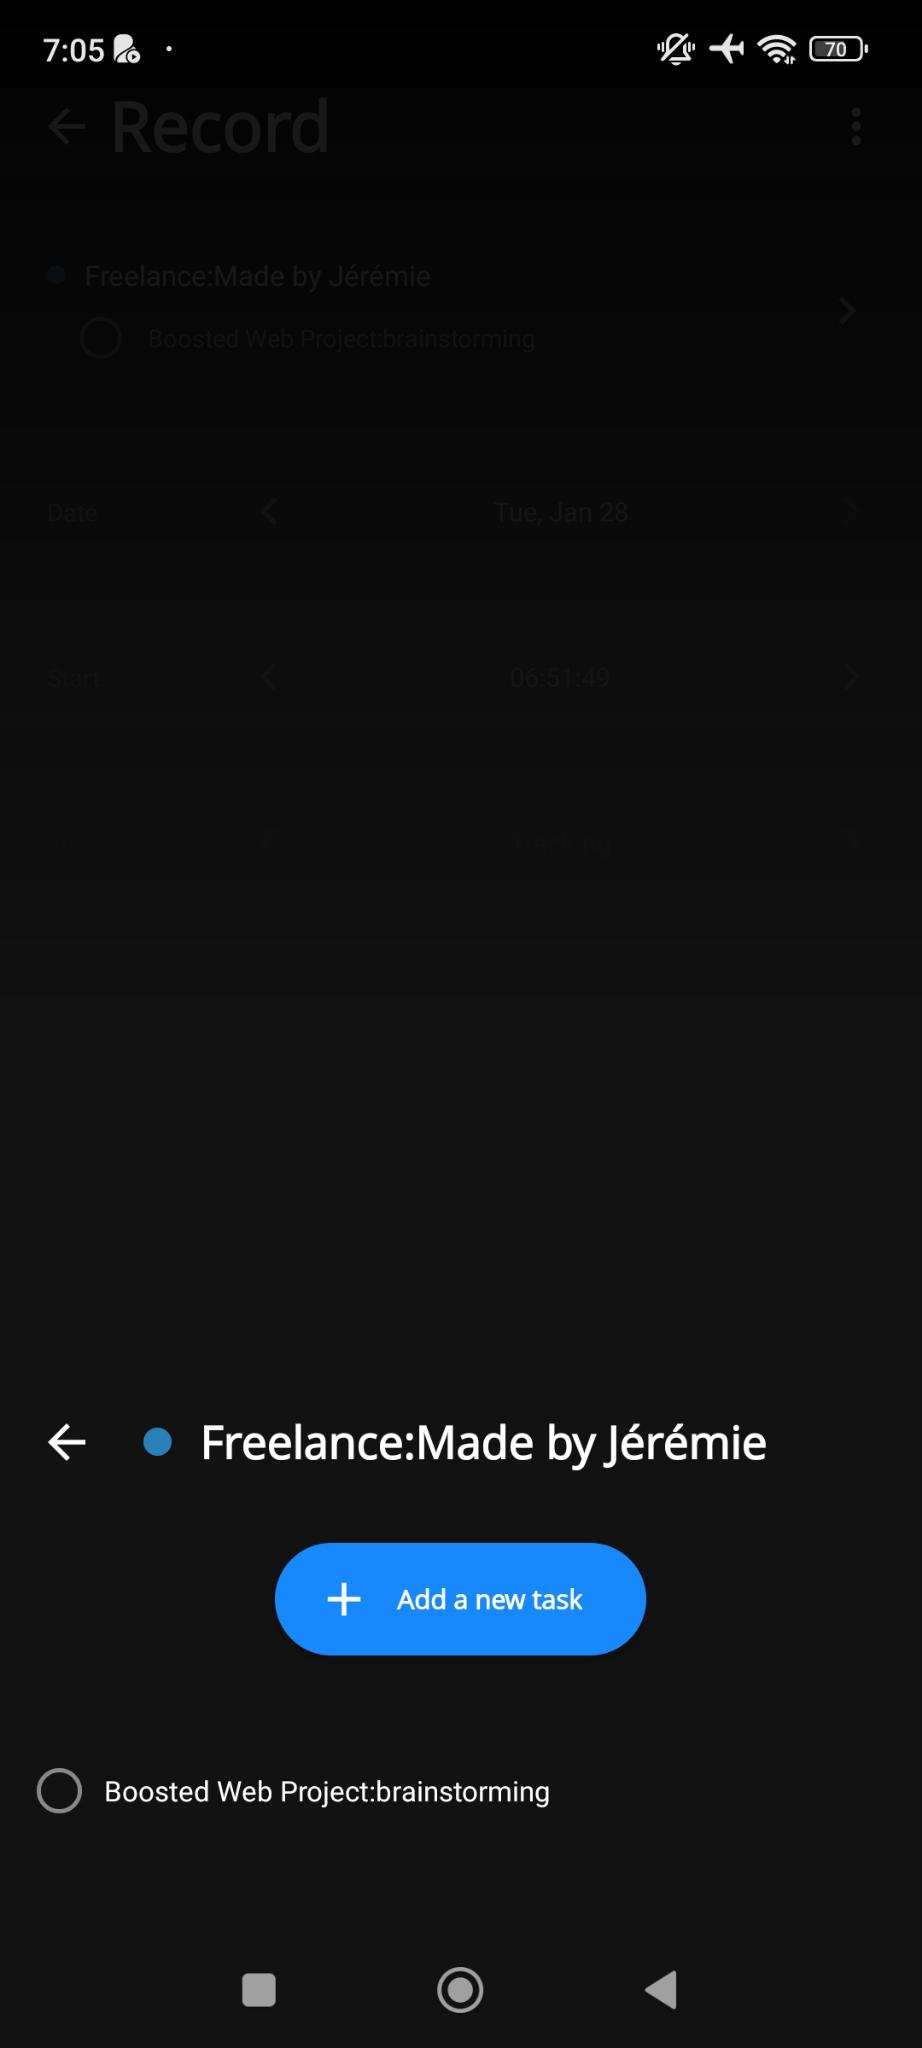 7:05
70
Record
Freelance:Made by Jérémie
Boosted Web Project:brainstorming
Date
Tue, Jan 28
Start
06:51:49
Tracking
Freelance:Made by Jérémie
Add a new task
Boosted Web Project:brainstorming